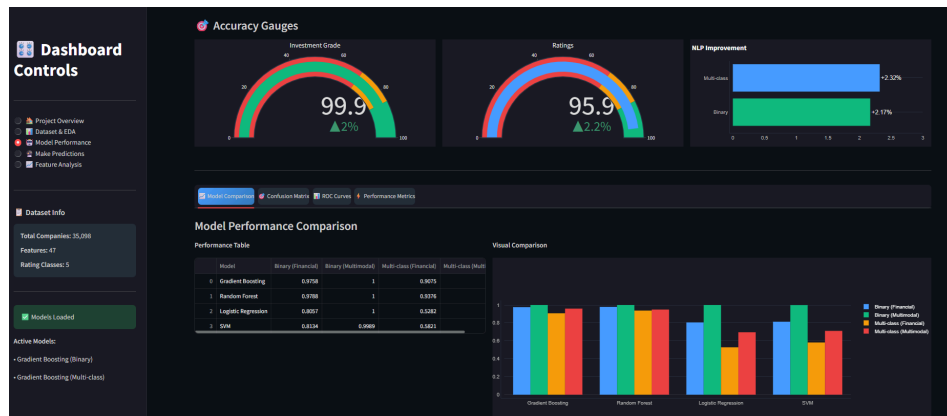 Dashboard
Controls
Project Overview
Dataset & EDA
Model Performance
Make Predictions
Feature Analysis
Dataset Info
Total Companies: 35,098
Features: 47
Rating Classes: 5
Models Loaded
Active Models:
• Gradient Boosting (Binary)
• Gradient Boosting (Multi-class)
Accuracy Gauges
Investment Grade
0
20
40
60
80
100
99.9
▲2%
Ratings
0
20
40
60
80
100
95.9
▲2.2%
NLP Improvement
Multi-class
+2.32%
Binary
+2.17%
0 0.5 1 1.5 2 2.5 3
Model Comparison Confusion Matrix ROC Curves Performance Metrics
Model Performance Comparison
Performance Table
Model Binary (Financial) Binary (Multimodal) Multi-class (Financial) Multi-class (Multi
0 Gradient Boosting 0.9758 1 0.9075
1 Random Forest 0.9788 1 0.9376
2 Logistic Regression 0.8057 1 0.5282
3 SVM 0.8134 0.9989 0.5821
Visual Comparison
1
0.8
0.6
0.4
0.2
0
Gradient Boosting Random Forest Logistic Regression SVM
Binary (Financial)
Binary (Multimodal)
Multi-class (Financial)
Multi-class (Multimodal)